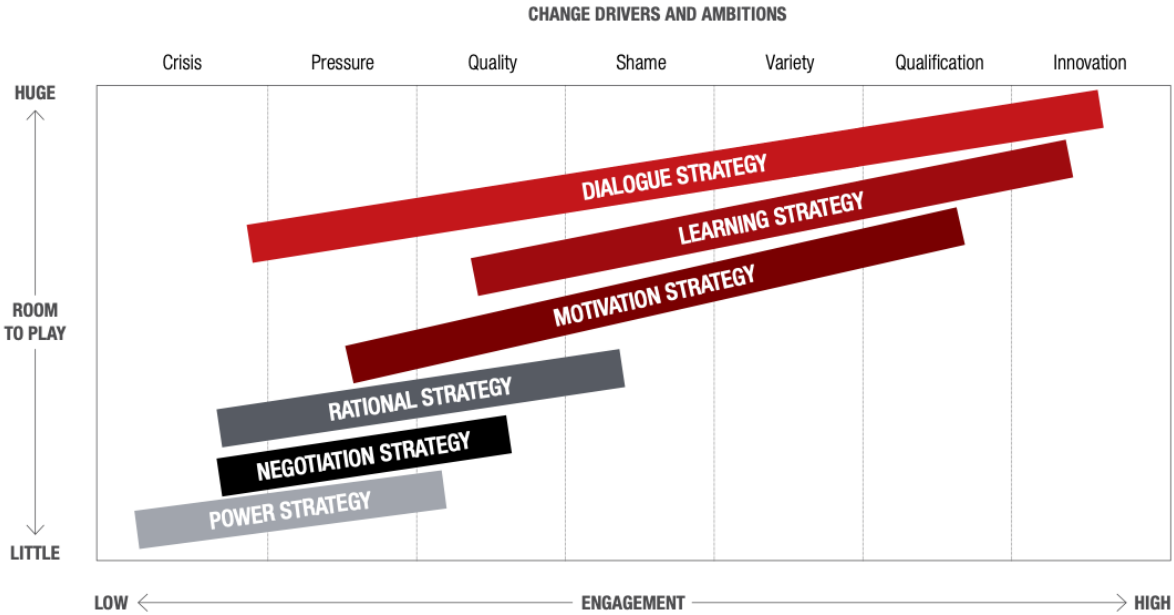 CHANGE DRIVERS AND AMBITIONS
Crisis Pressure Quality Shame Variety Qualification Innovation
HUGE
DIALOGUE STRATEGY
LEARNING STRATEGY
MOTIVATION STRATEGY
ROOM
TO PLAY
RATIONAL STRATEGY
NEGOTIATION STRATEGY
POWER STRATEGY
LITTLE
LOW ENGAGEMENT HIGH